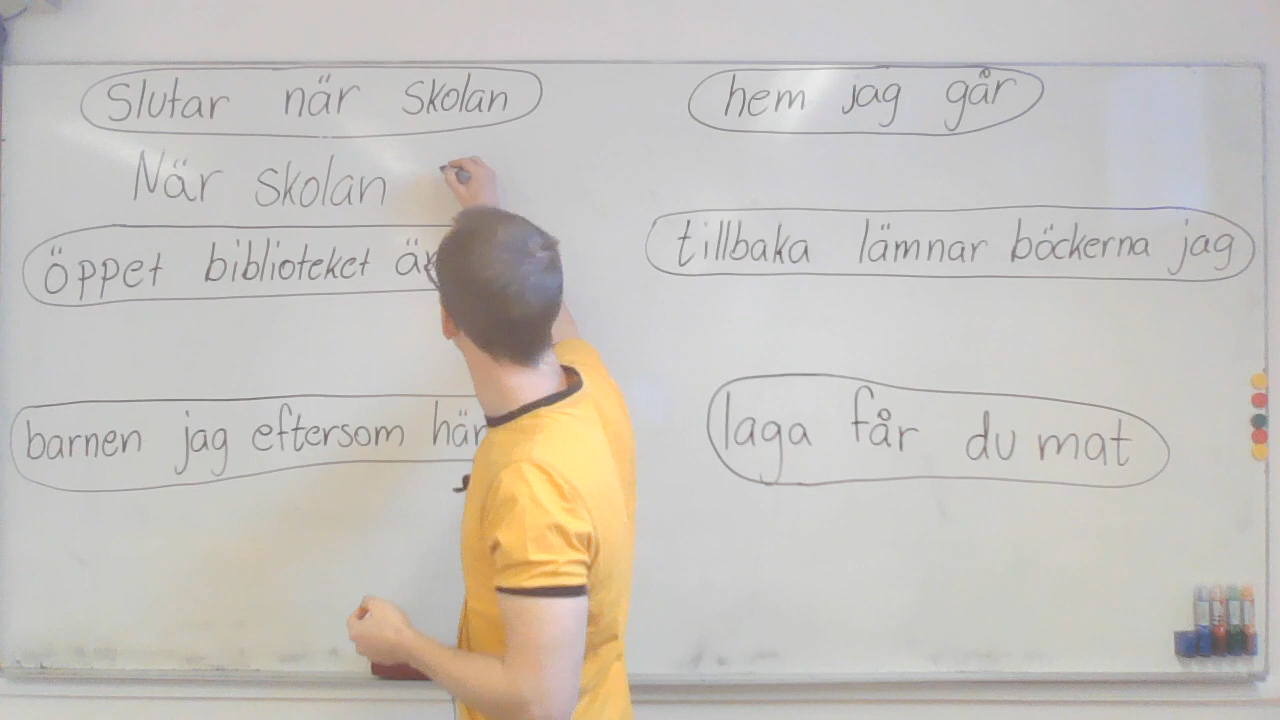 Slutar när skolan
hem jag går
När skolan
öppet biblioteket
tillbaka lämnar böckerna jag
barnen jag eftersom
laga får du mat